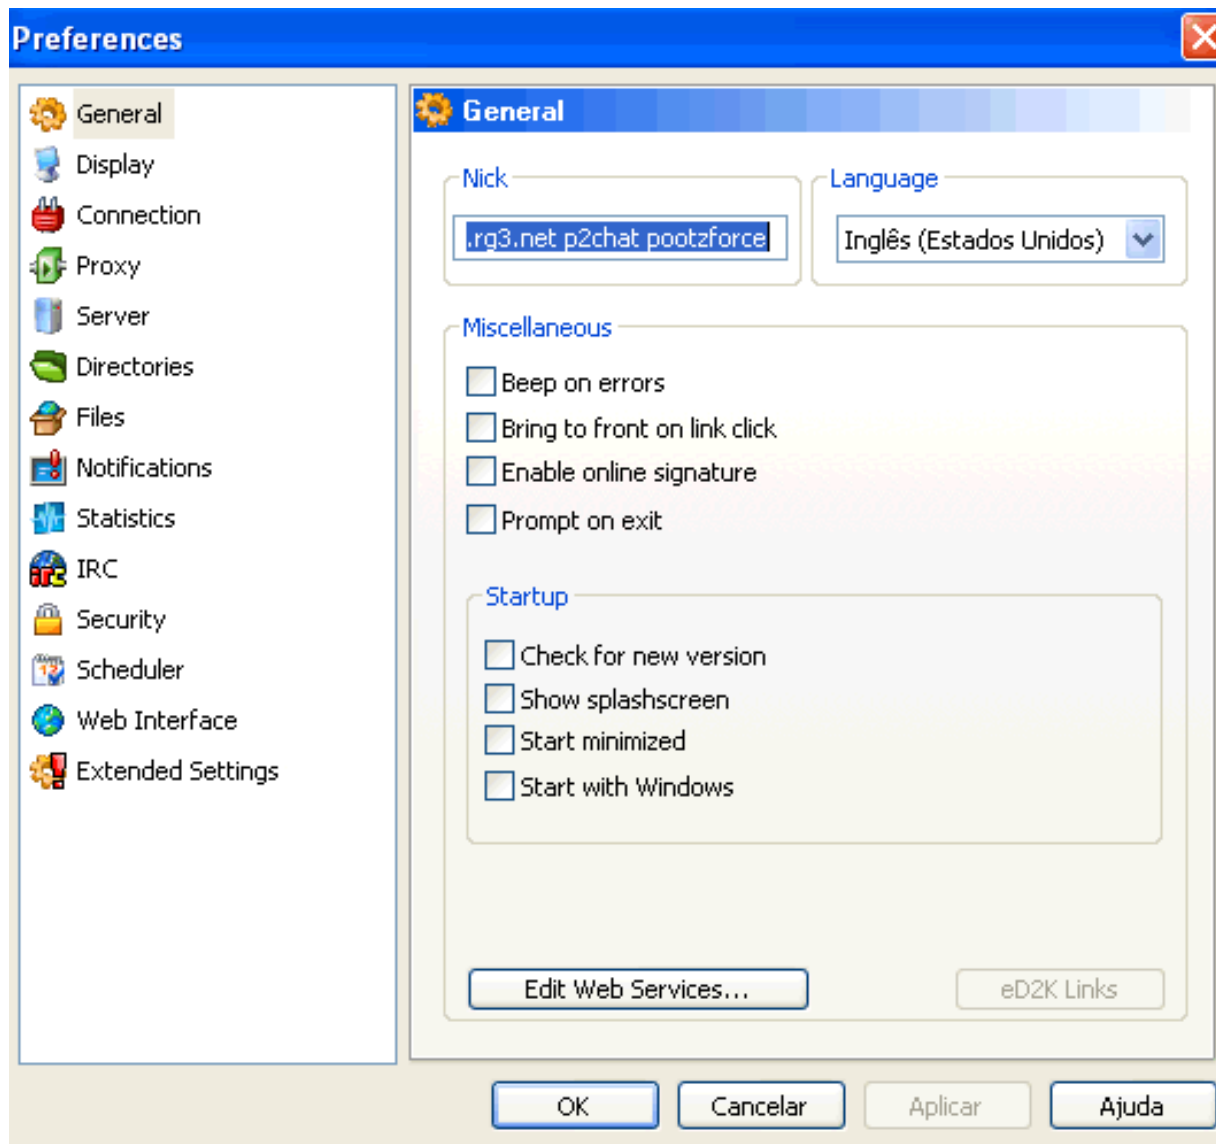 Preferences
General
Display
Connection
Proxy
Server
Directories
Files
Notifications
Statistics
IRC
Security
Scheduler
Web Interface
Extended Settings
General
Nick
.rg3.net p2chat pootzforce
Language
Inglês (Estados Unidos)
Miscellaneous
Beep on errors
Bring to front on link click
Enable online signature
Prompt on exit
Startup
Check for new version
Show splashscreen
Start minimized
Start with Windows
Edit Web Services...
eD2K Links
OK
Cancelar
Aplicar
Ajuda